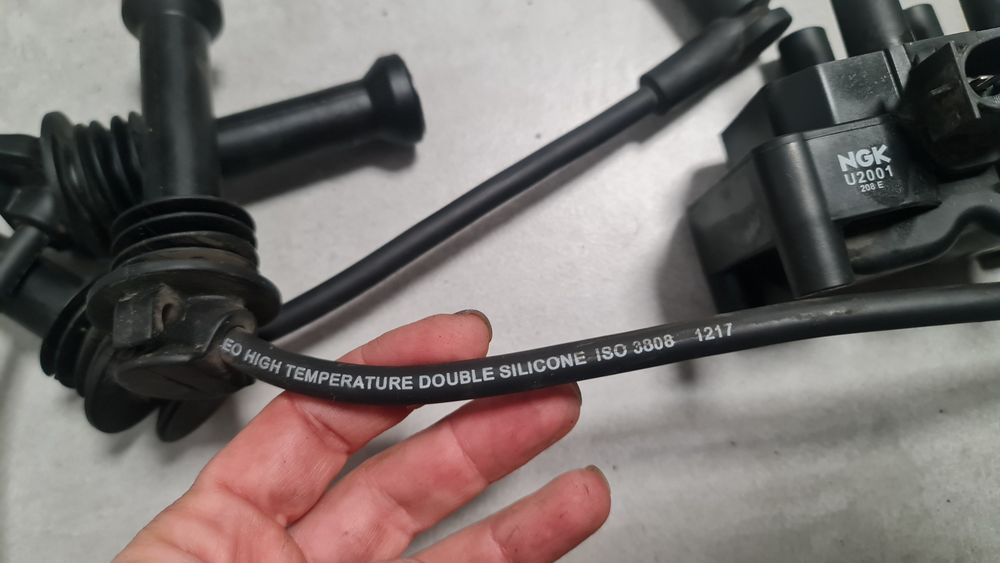 NGK
U2001
208 E
EO HIGH TEMPERATURE DOUBLE SILICONE ISO 3808 1217